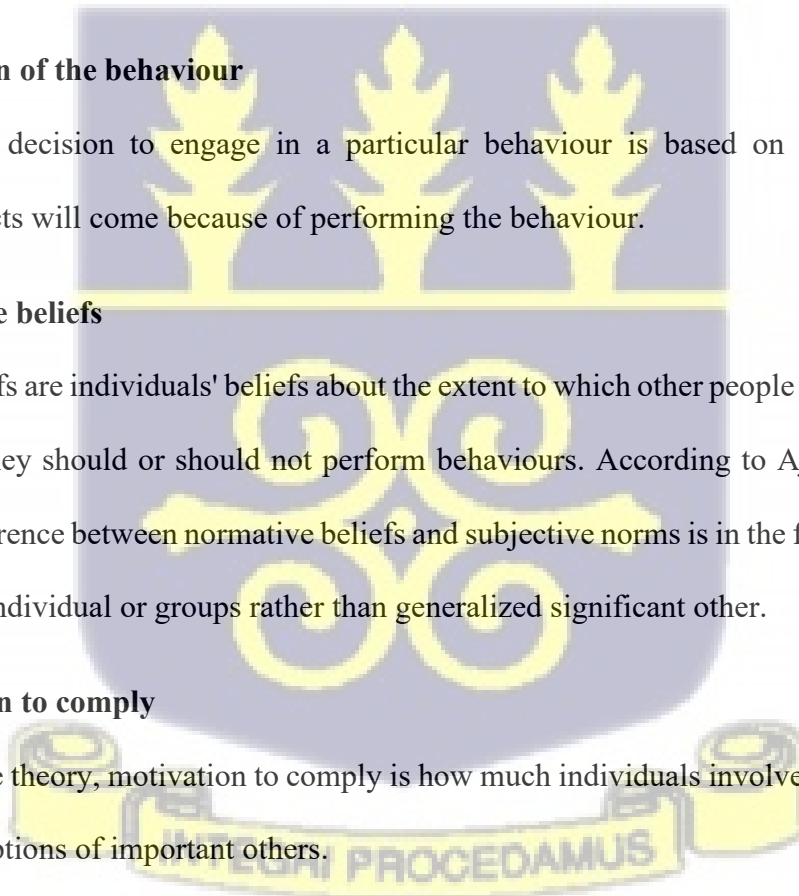 n of the behaviour
decision to engage in a particular behaviour is based on
ets will come because of performing the behaviour.
e beliefs
fs are individuals' beliefs about the extent to which other people
ey should or should not perform behaviours. According to A
rence between normative beliefs and subjective norms is in the f
ndividual or groups rather than generalized significant other.
n to comply
e theory, motivation to comply is how much individuals involve
otions of important others.
INTEGRI PROCEDAMUS